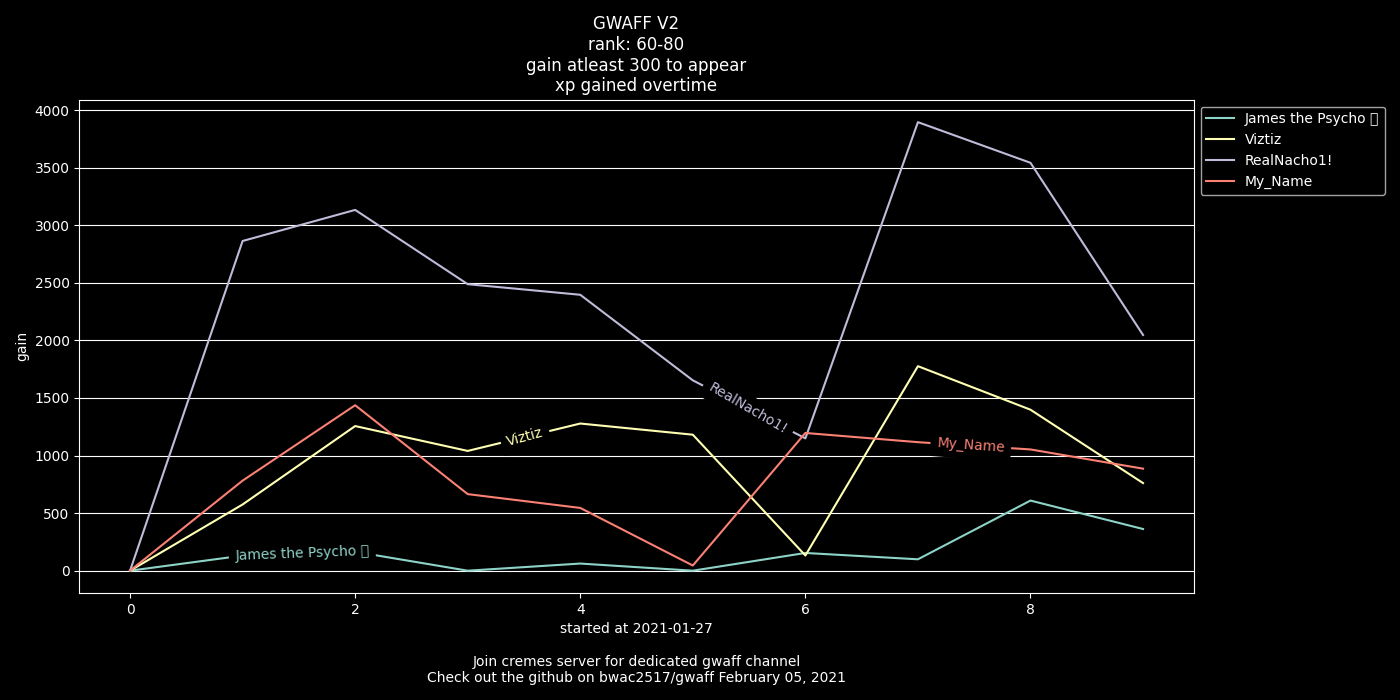 GWAFF V2
rank: 60-80
gain atleast 300 to appear
xp gained overtime
4000
3500
3000
2500
2000
1500
1000
500
0
gain
James the Psycho
Viztiz
RealNacho1!
My_Name
James the Psycho
Viztiz
RealNacho1!
My_Name
0
2
4
6
8
started at 2021-01-27
Join cremes server for dedicated gwaff channel
Check out the github on bwac2517/gwaff February 05, 2021